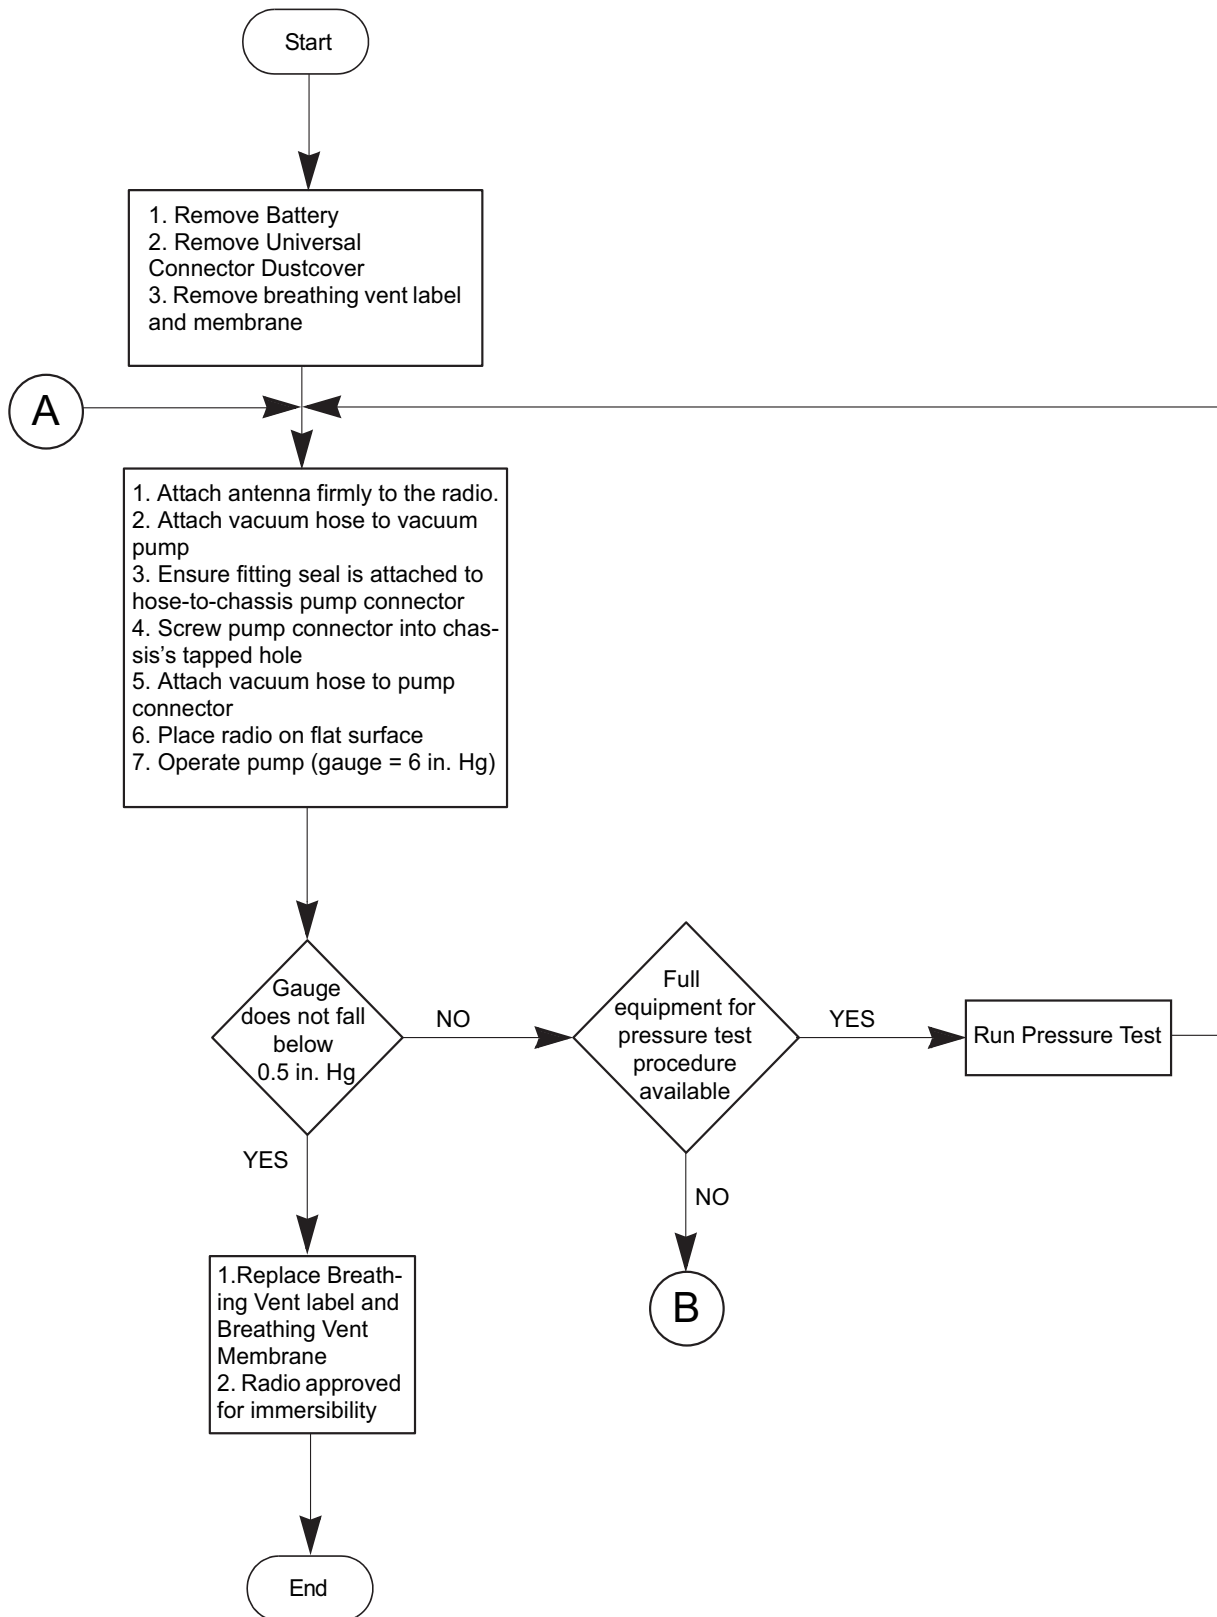 Start
1. Remove Battery
2. Remove Universal
Connector Dustcover
3. Remove breathing vent label
and membrane
A
1. Attach antenna firmly to the radio.
2. Attach vacuum hose to vacuum
pump
3. Ensure fitting seal is attached to
hose-to-chassis pump connector
4. Screw pump connector into chas-
sis’s tapped hole
5. Attach vacuum hose to pump
connector
6. Place radio on flat surface
7. Operate pump (gauge = 6 in. Hg)
Gauge
does not fall
below
0.5 in. Hg
NO
Full
equipment for
pressure test
procedure
available
YES
Run Pressure Test
YES
NO
1.Replace Breath-
ing Vent label and
Breathing Vent
Membrane
2. Radio approved
for immersibility
B
End